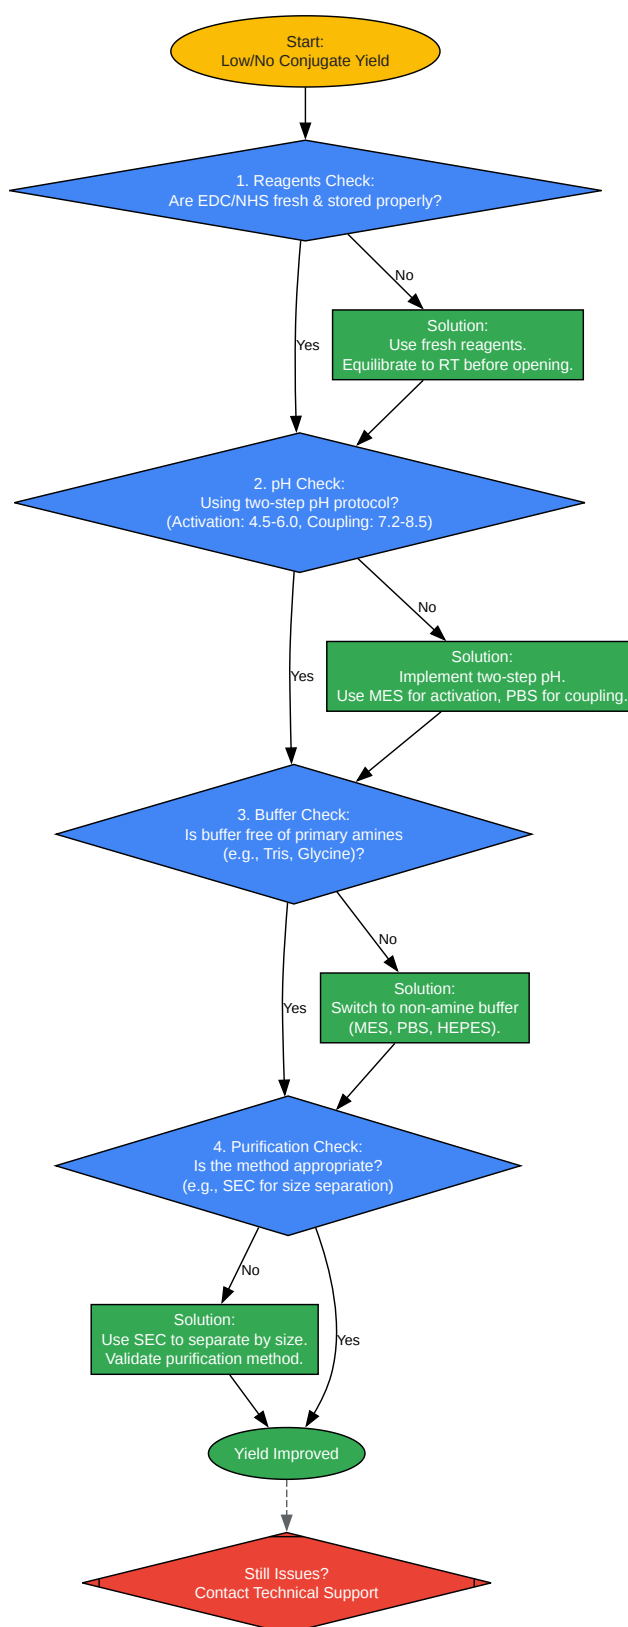 Start:
Low/No Conjugate Yield
1. Reagents Check:
Are EDC/NHS fresh & stored properly?
No
Solution:
Use fresh reagents.
Equilibrate to RT before opening.
Yes
2. pH Check:
Using two-step pH protocol?
(Activation: 4.5-6.0, Coupling: 7.2-8.5)
No
Solution:
Implement two-step pH.
Use MES for activation, PBS for coupling.
Yes
3. Buffer Check:
Is buffer free of primary amines
(e.g., Tris, Glycine)?
No
Solution:
Switch to non-amine buffer
(MES, PBS, HEPES).
Yes
4. Purification Check:
Is the method appropriate?
(e.g., SEC for size separation)
No
Solution:
Use SEC to separate by size.
Validate purification method.
Yes
Yield Improved
Still Issues?
Contact Technical Support